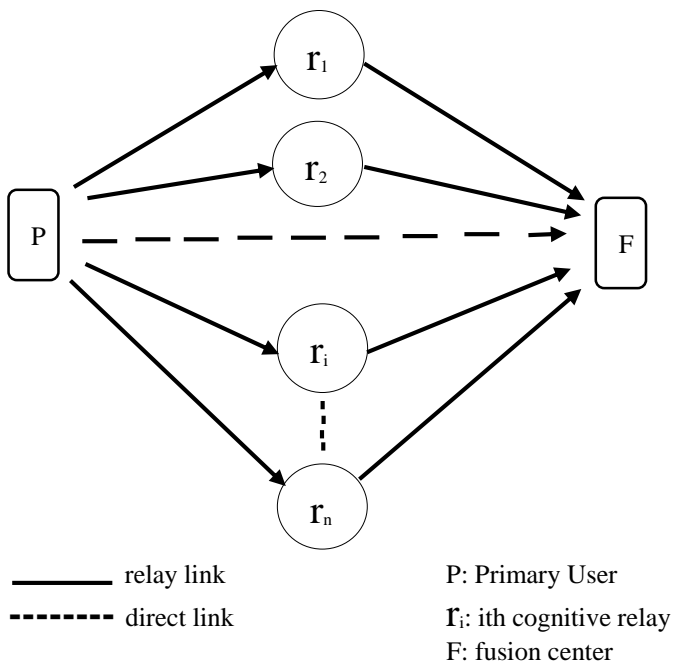 r₁
r₂
P
F
rᵢ
rₙ
relay link
direct link
P: Primary User
rᵢ: ith cognitive relay
F: fusion center